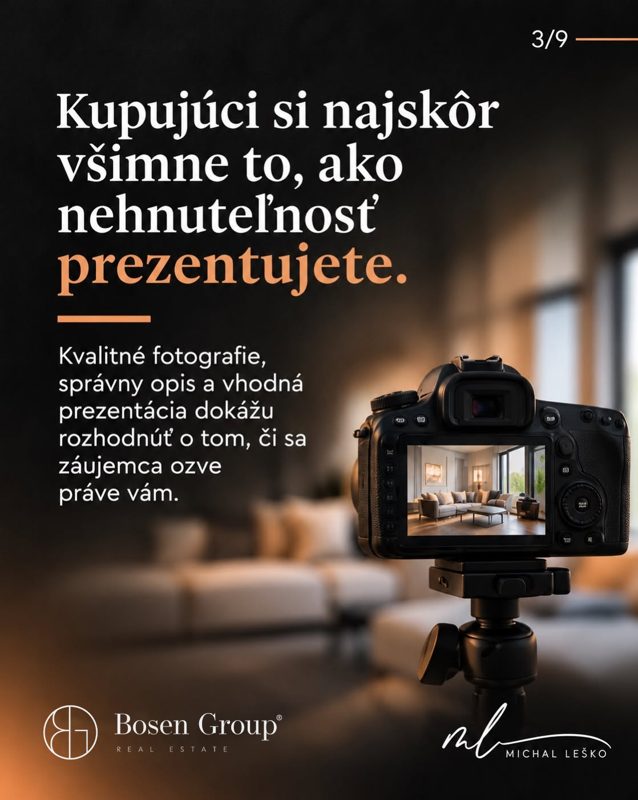 3/9
Kupujúci si najskôr
všimne to, ako
nehnuteľnosť
prezentujete.
Kvalitné fotografie,
správny opis a vhodná
prezentácia dokážu
rozhodnúť o tom, či sa
záujemca ozve
práve vám.
Bosen Group®
REAL ESTATE
ml
MICHAL LEŠKO